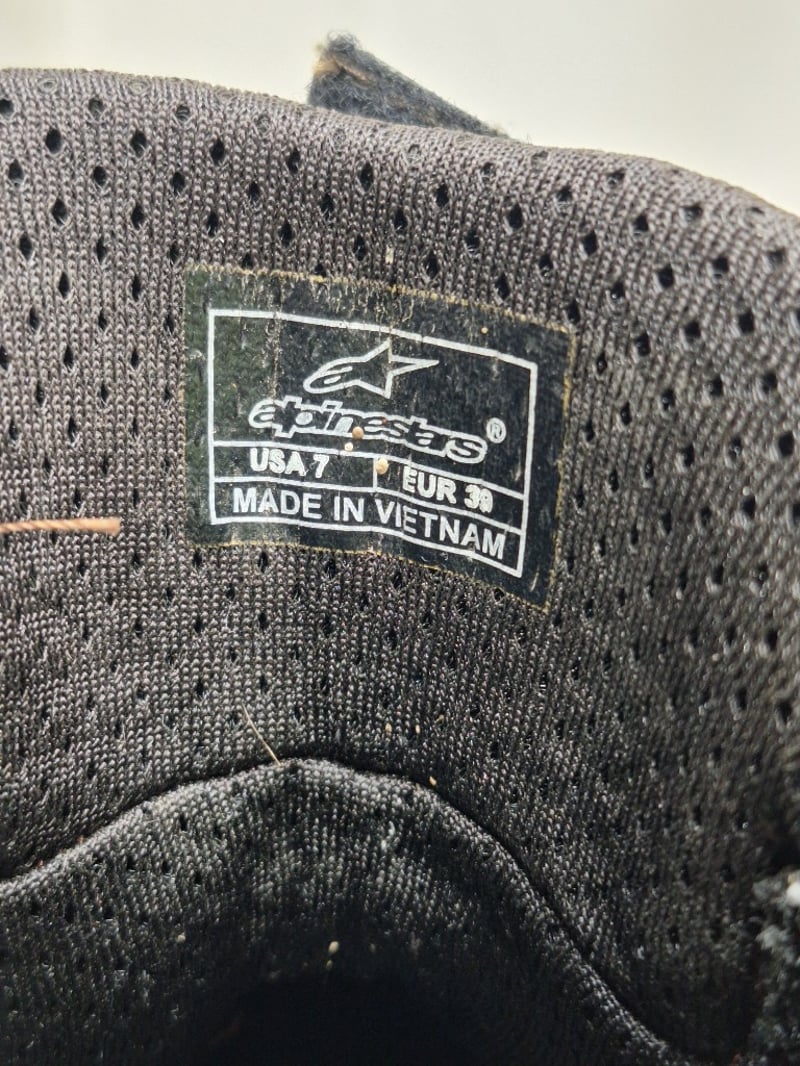 alpinestars®
USA 7 EUR 39
MADE IN VIETNAM